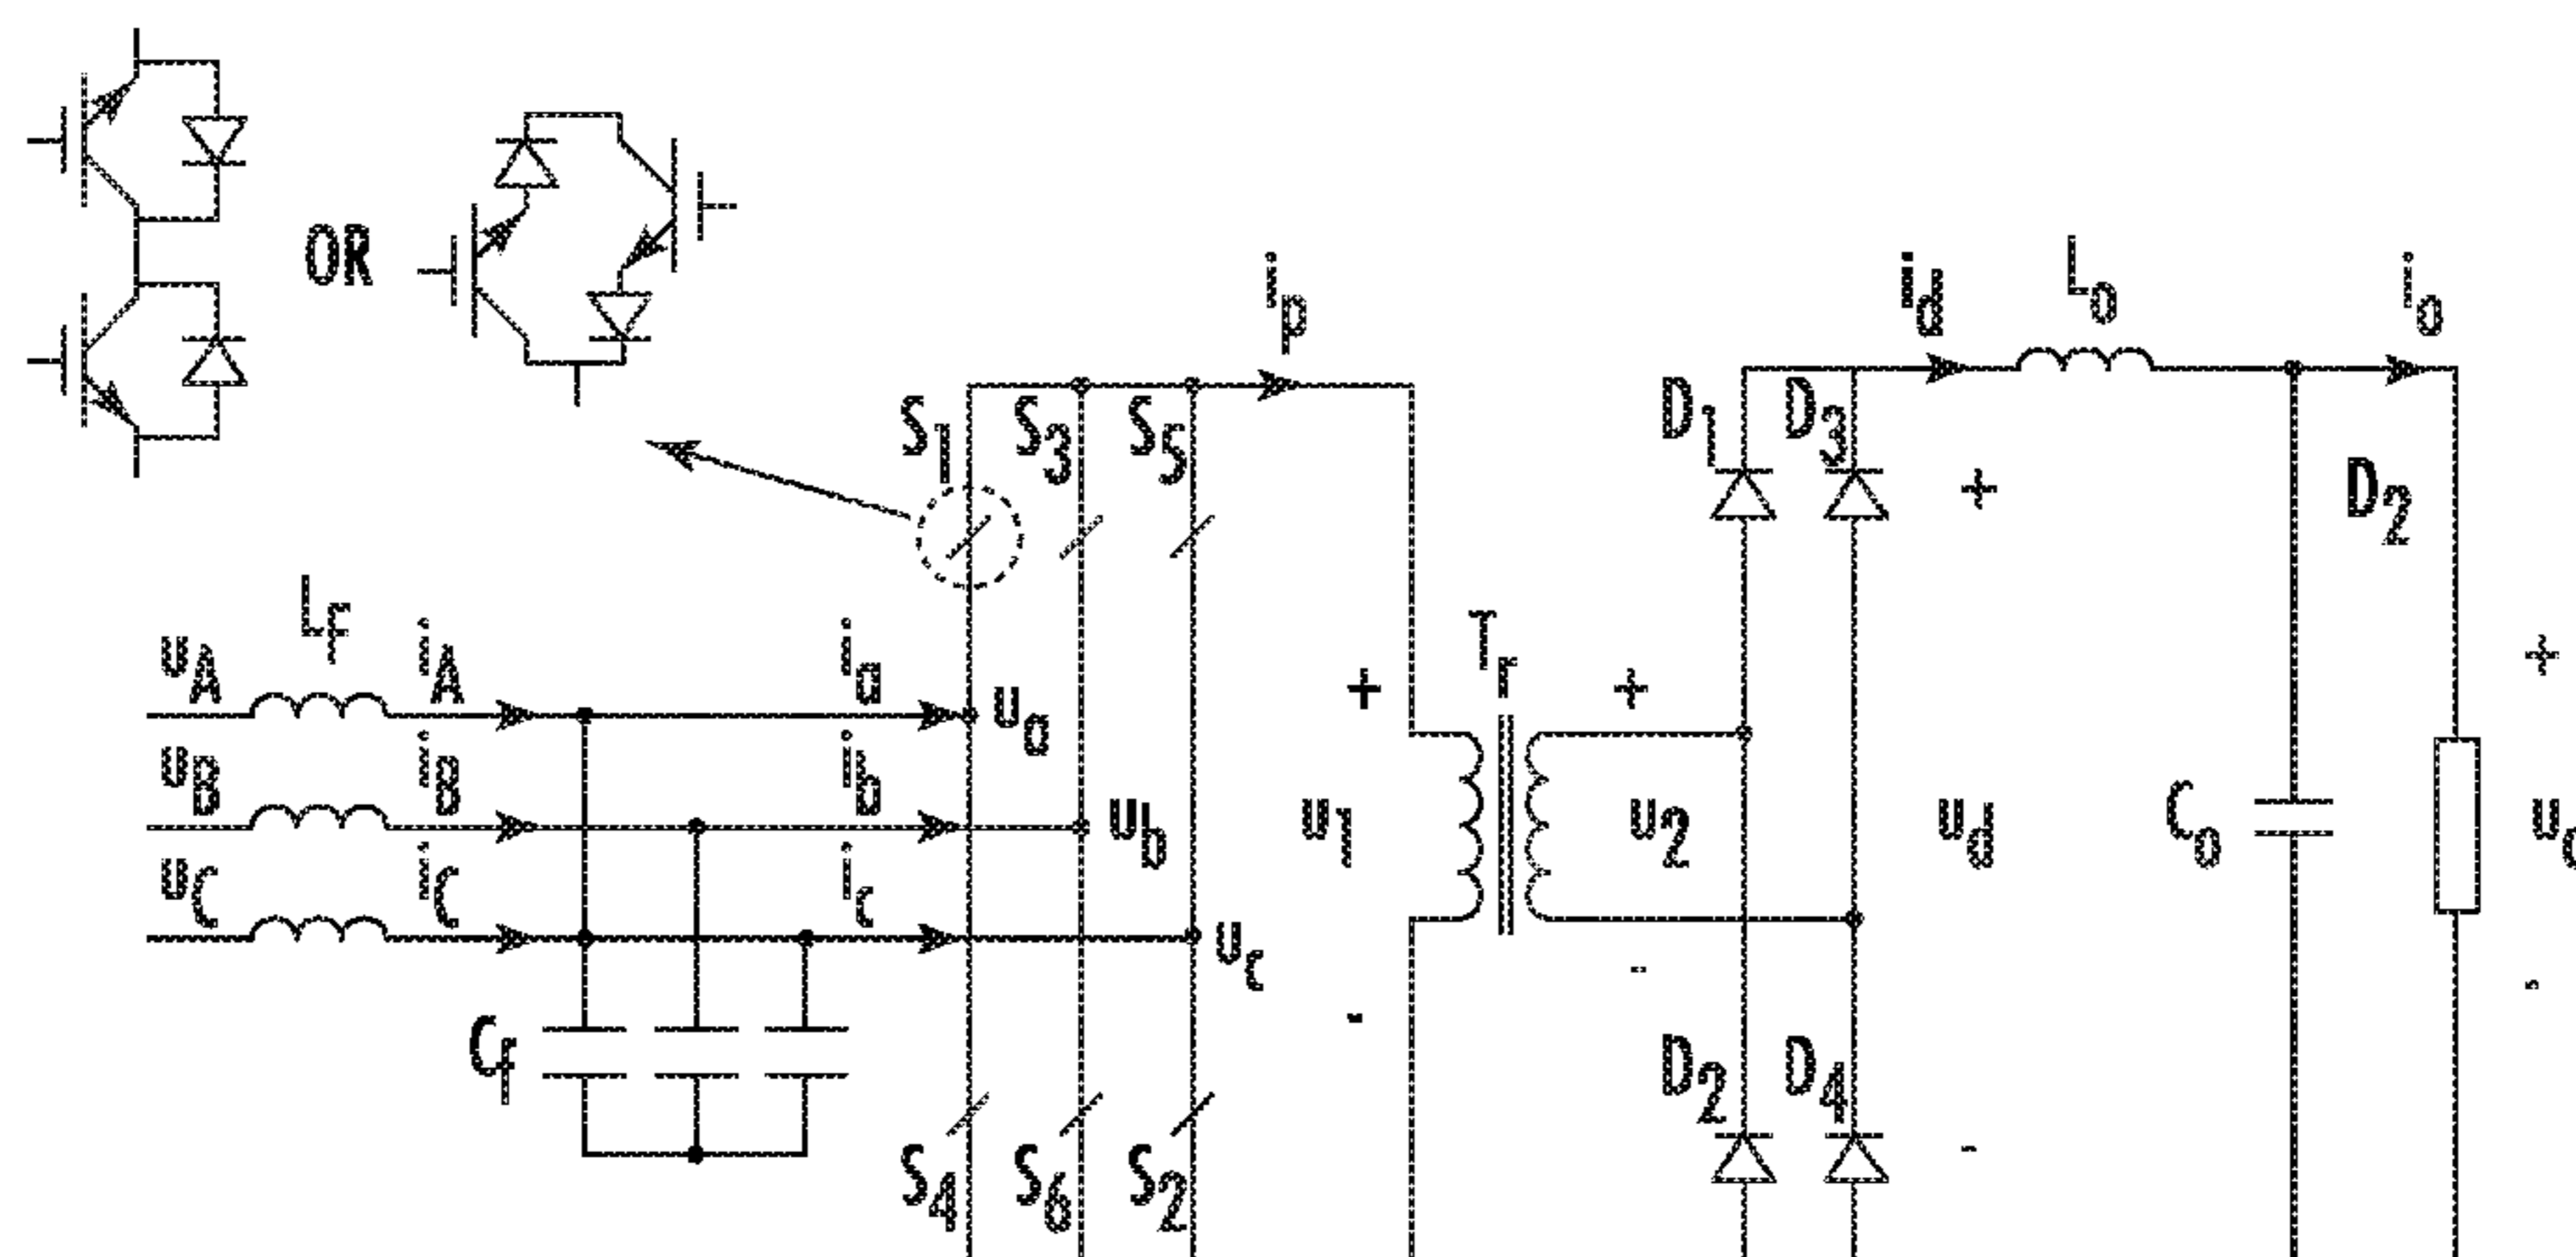 OR
i_p
i_d
L_o
i_o
S_1
S_3
S_5
D_1
D_3
+
D_2
L_f
T_r
u_A
i_A
i_a
+
+
+
u_a
u_B
i_B
i_b
u_b
u_1
u_2
u_d
C_o
u_C
i_C
i_c
u_c
-
-
-
C_f
D_2
D_4
-
S_4
S_6
S_2